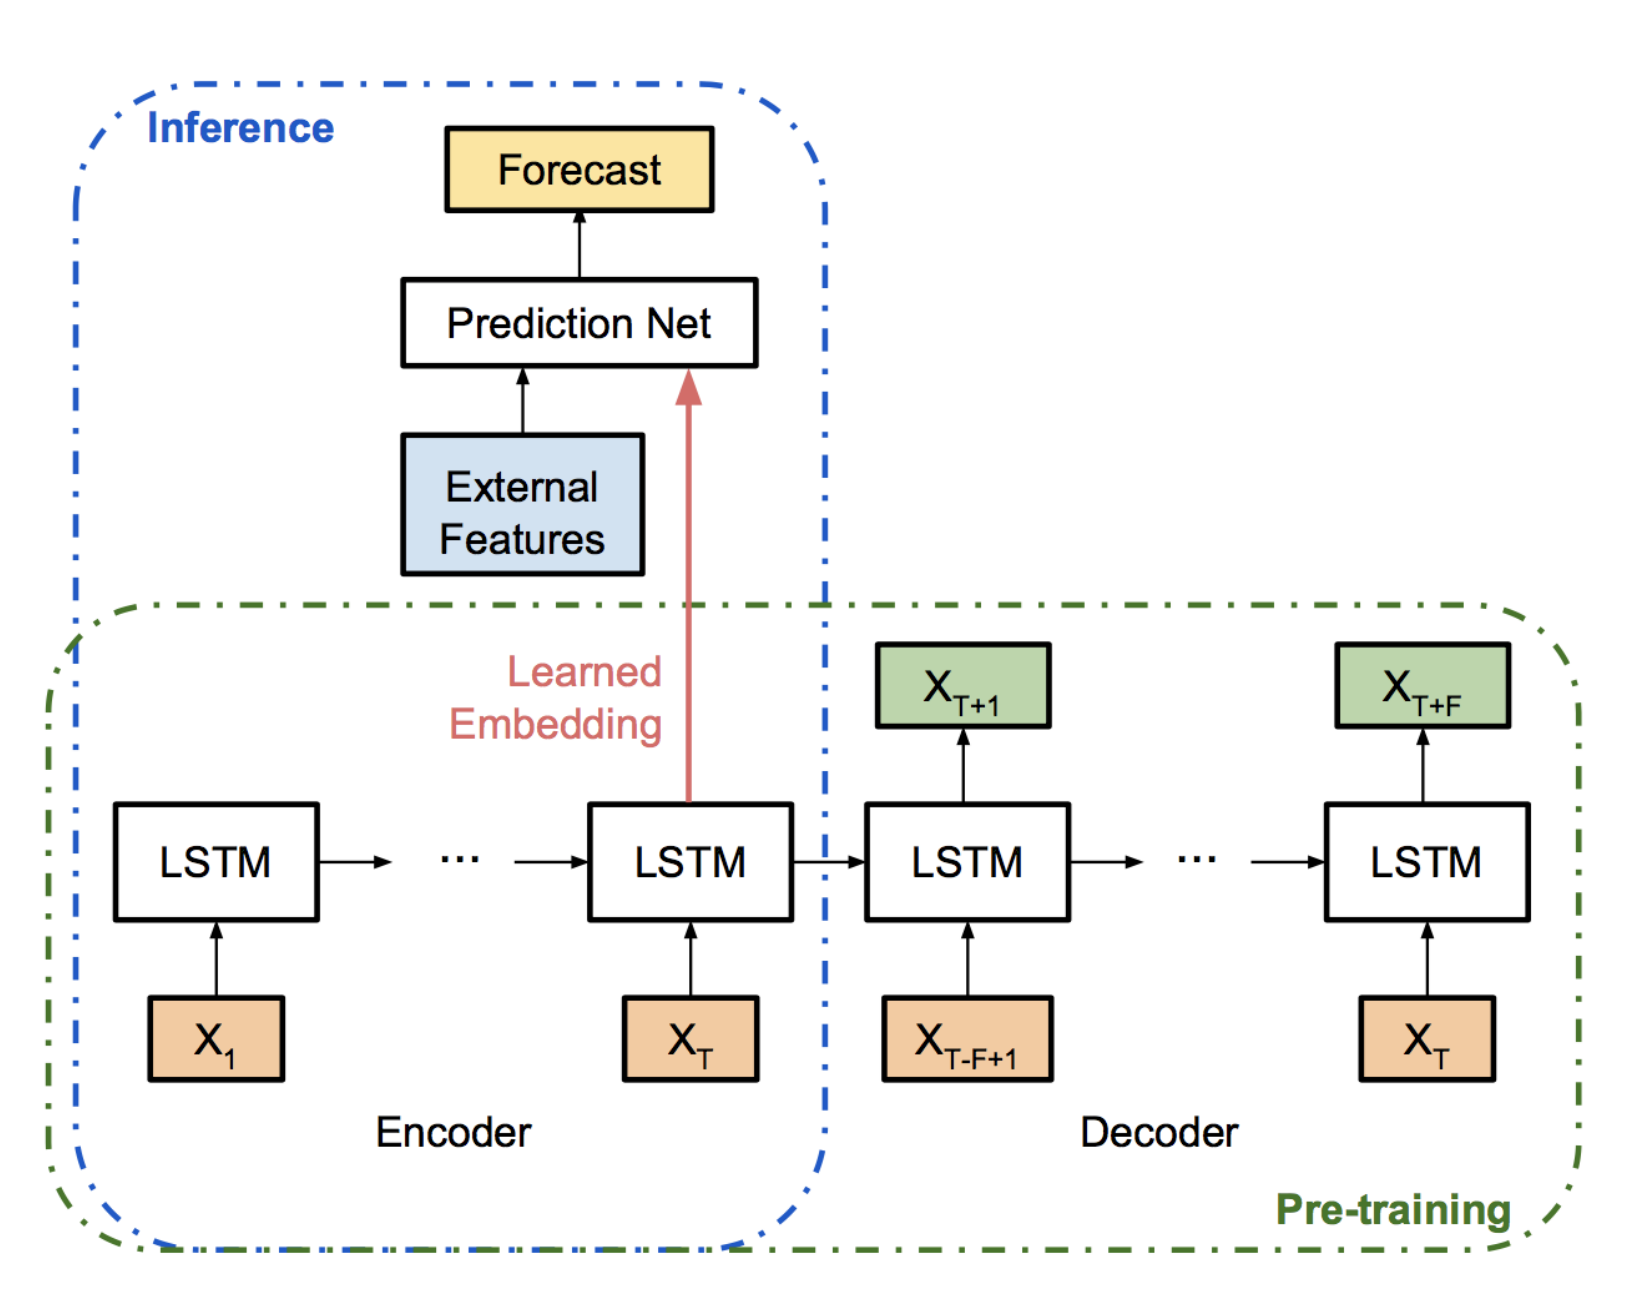 Inference
Forecast
Prediction Net
External
Features
Learned
Embedding
X_{T+1}
X_{T+F}
LSTM
...
LSTM
LSTM
...
LSTM
X_1
X_T
X_{T-F+1}
X_T
Encoder
Decoder
Pre-training